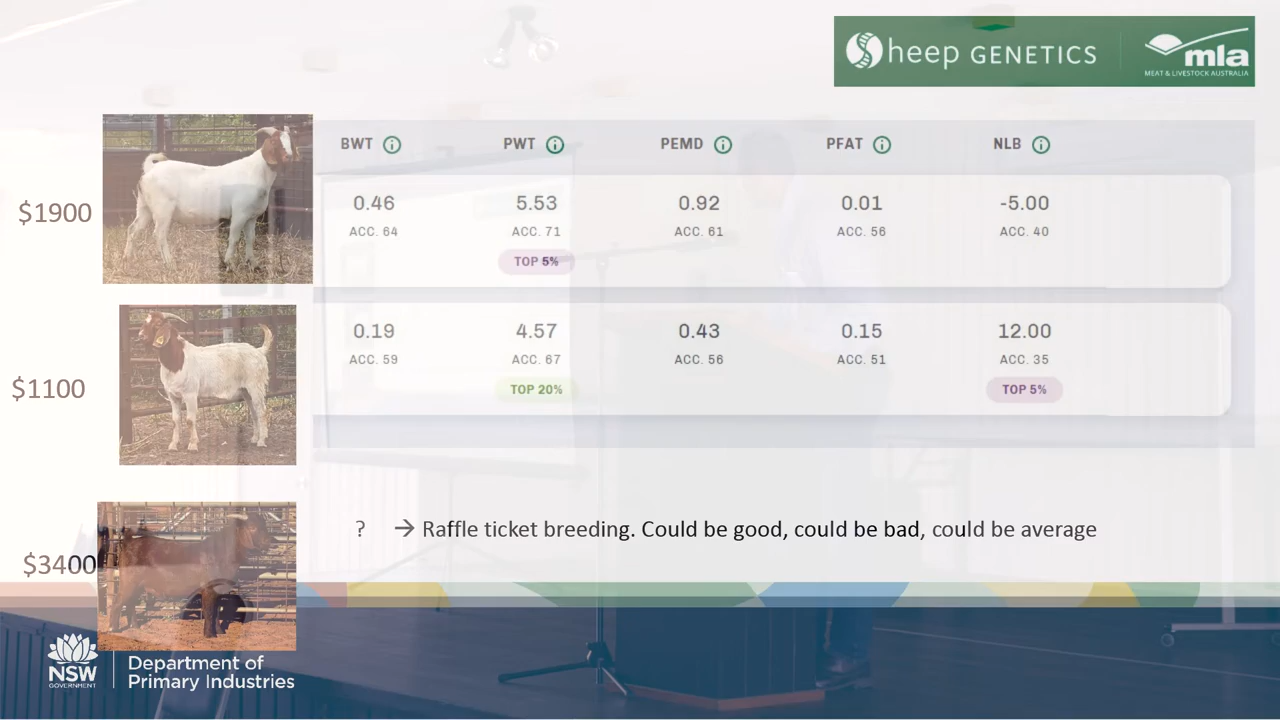 Sheep GENETICS
mla
MEAT & LIVESTOCK AUSTRALIA
BWT PWT PEMD PFAT NLB
$1900
0.46 5.53 0.92 0.01 -5.00
ACC. 64 ACC. 71 ACC. 61 ACC. 56 ACC. 40
TOP 5%
$1100
0.19 4.57 0.43 0.15 12.00
ACC. 59 ACC. 67 ACC. 56 ACC. 51 ACC. 35
TOP 20% TOP 5%
$3400
? → Raffle ticket breeding. Could be good, could be bad, could be average
NSW
GOVERNMENT
Department of
Primary Industries